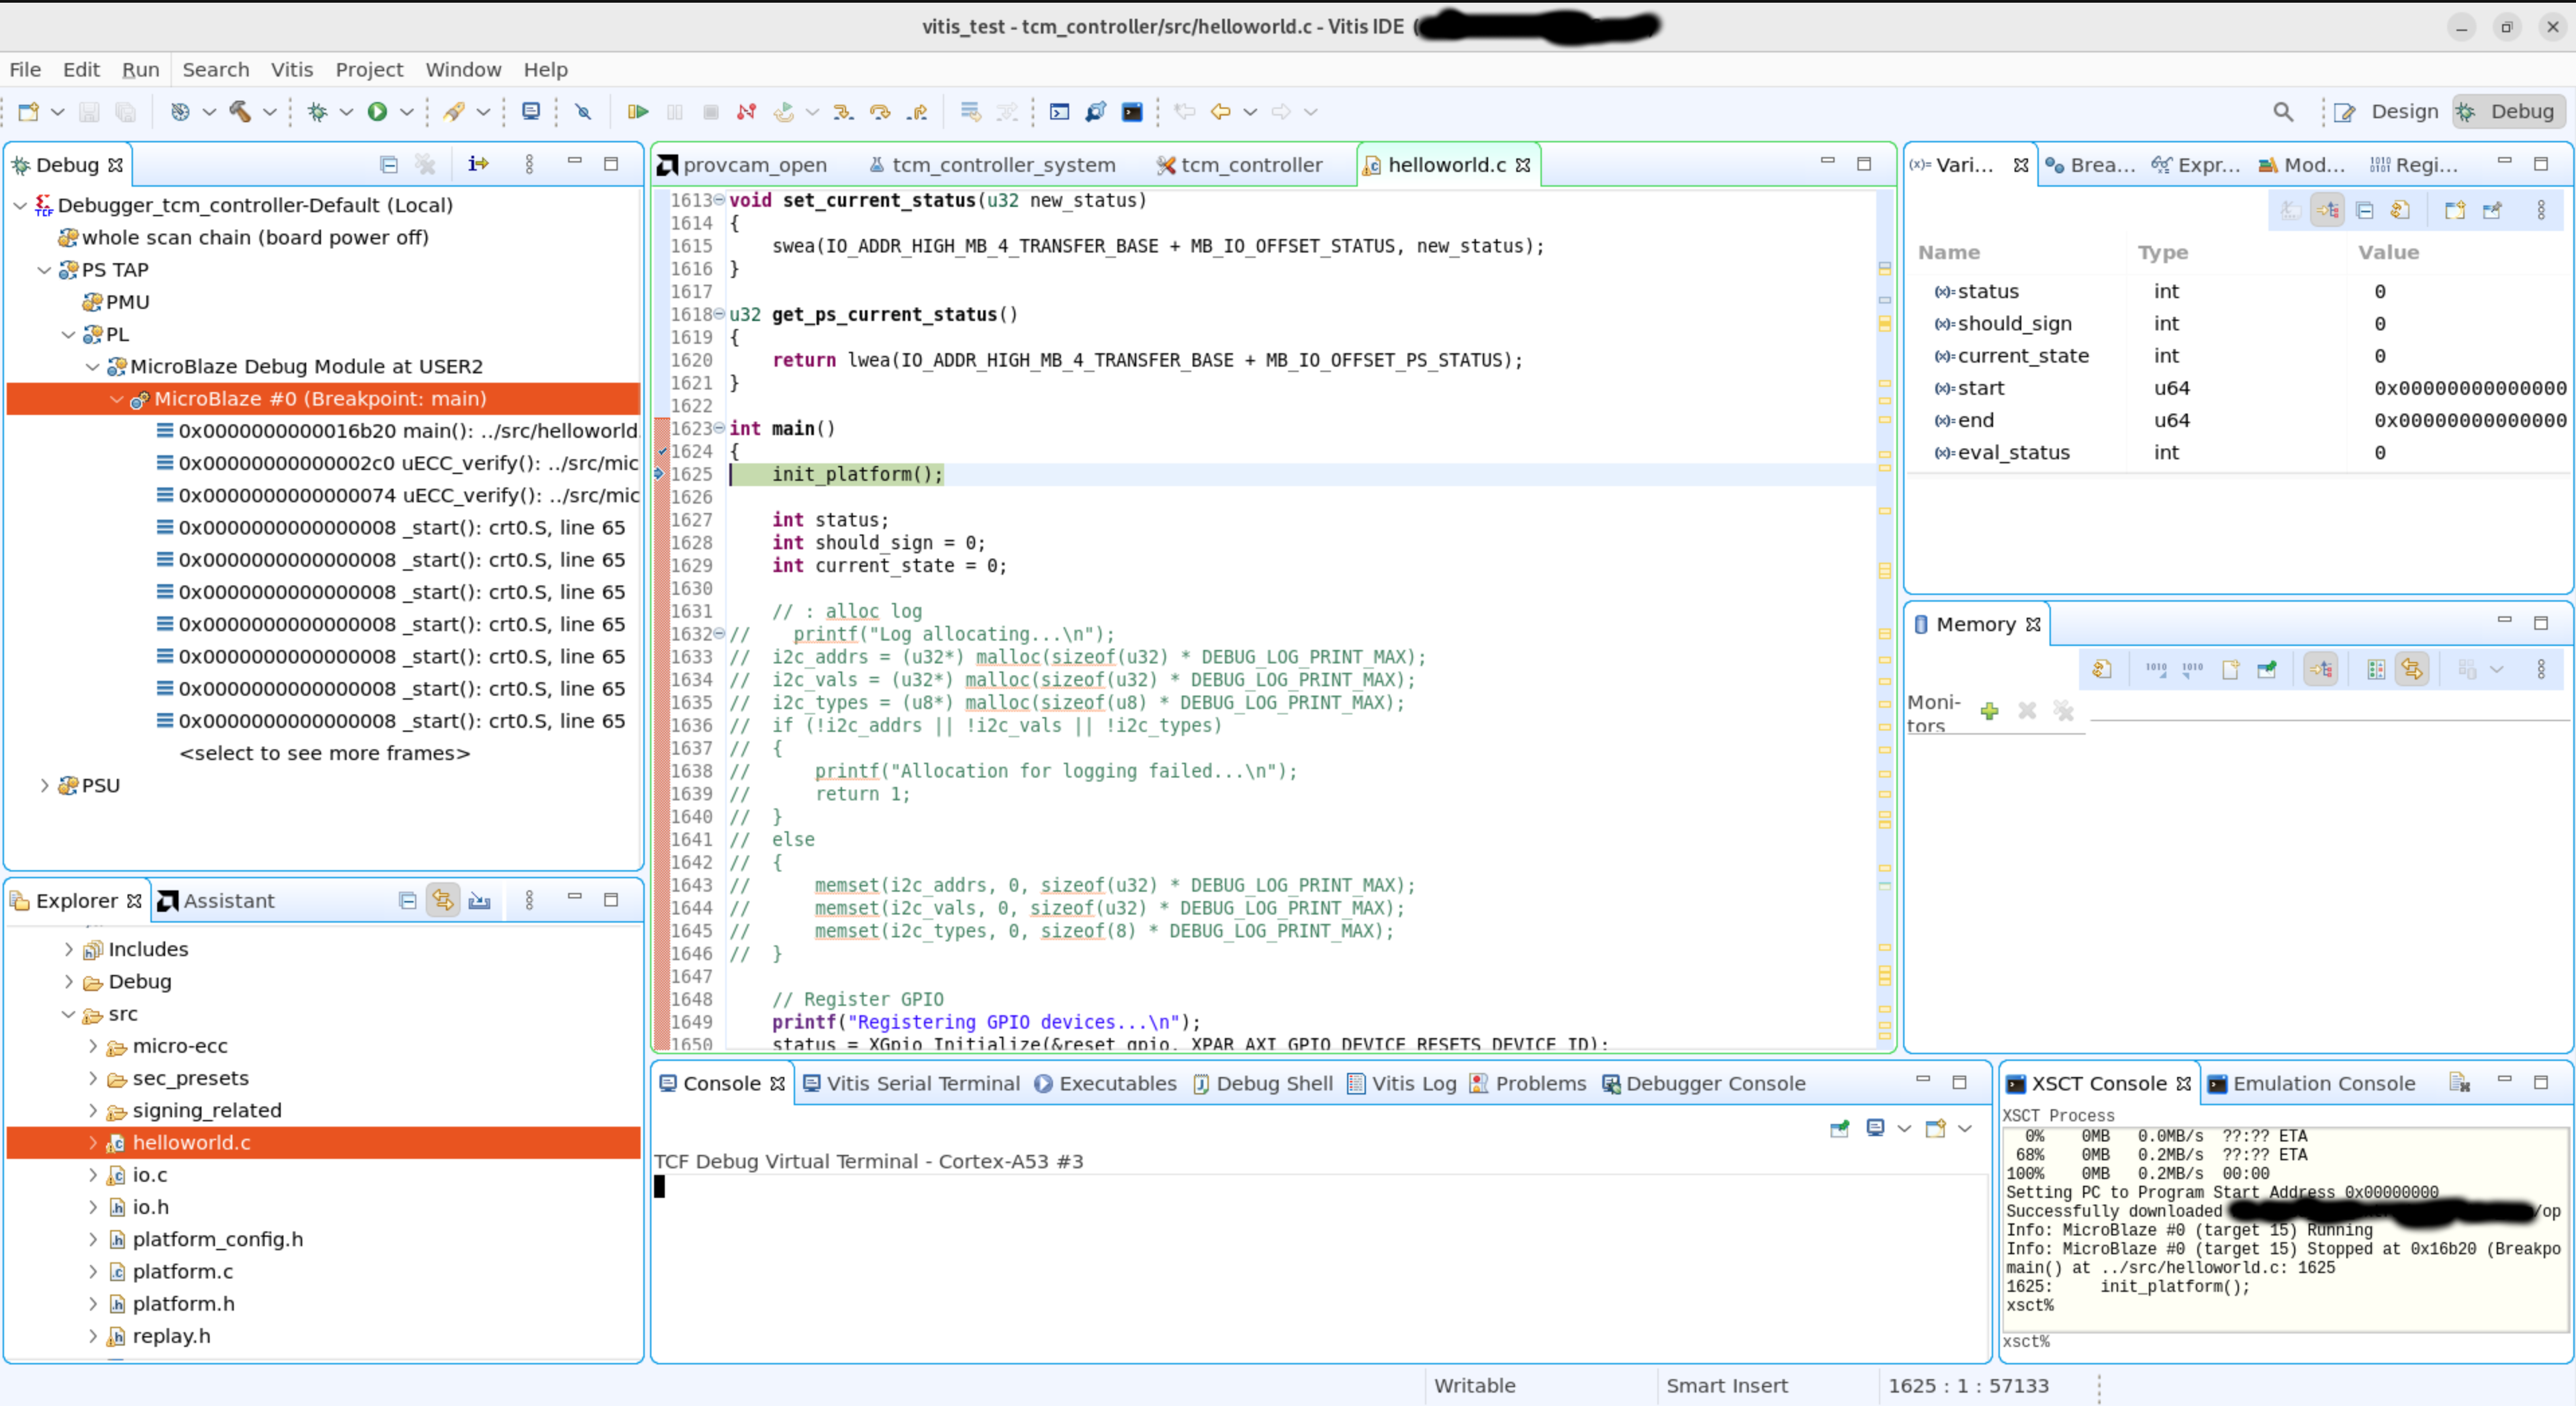 vitis_test - tcm_controller/src/helloworld.c - Vitis IDE (
File Edit Run Search Vitis Project Window Help
Design Debug
Debug
Debugger_tcm_controller-Default (Local)
whole scan chain (board power off)
PS TAP
PMU
PL
MicroBlaze Debug Module at USER2
MicroBlaze #0 (Breakpoint: main)
0x0000000000016b20 main(): ../src/helloworld.
0x00000000000002c0 uECC_verify(): ../src/mic
0x0000000000000074 uECC_verify(): ../src/mic
0x0000000000000008 _start(): crt0.S, line 65
0x0000000000000008 _start(): crt0.S, line 65
0x0000000000000008 _start(): crt0.S, line 65
0x0000000000000008 _start(): crt0.S, line 65
0x0000000000000008 _start(): crt0.S, line 65
0x0000000000000008 _start(): crt0.S, line 65
0x0000000000000008 _start(): crt0.S, line 65
<select to see more frames>
PSU
Explorer Assistant
Includes
Debug
src
micro-ecc
sec_presets
signing_related
helloworld.c
io.c
io.h
platform_config.h
platform.c
platform.h
replay.h
provcam_open tcm_controller_system tcm_controller helloworld.c
1613 void set_current_status(u32 new_status)
1614 {
1615     swea(IO_ADDR_HIGH_MB_4_TRANSFER_BASE + MB_IO_OFFSET_STATUS, new_status);
1616 }
1617
1618 u32 get_ps_current_status()
1619 {
1620     return lwea(IO_ADDR_HIGH_MB_4_TRANSFER_BASE + MB_IO_OFFSET_PS_STATUS);
1621 }
1622
1623 int main()
1624 {
1625     init_platform();
1626
1627     int status;
1628     int should_sign = 0;
1629     int current_state = 0;
1630
1631     // : alloc log
1632 //    printf("Log allocating...\n");
1633 //  i2c_addrs = (u32*) malloc(sizeof(u32) * DEBUG_LOG_PRINT_MAX);
1634 //  i2c_vals = (u32*) malloc(sizeof(u32) * DEBUG_LOG_PRINT_MAX);
1635 //  i2c_types = (u8*) malloc(sizeof(u8) * DEBUG_LOG_PRINT_MAX);
1636 //  if (!i2c_addrs || !i2c_vals || !i2c_types)
1637 //  {
1638 //      printf("Allocation for logging failed...\n");
1639 //      return 1;
1640 //  }
1641 //  else
1642 //  {
1643 //      memset(i2c_addrs, 0, sizeof(u32) * DEBUG_LOG_PRINT_MAX);
1644 //      memset(i2c_vals, 0, sizeof(u32) * DEBUG_LOG_PRINT_MAX);
1645 //      memset(i2c_types, 0, sizeof(8) * DEBUG_LOG_PRINT_MAX);
1646 //  }
1647
1648     // Register GPIO
1649     printf("Registering GPIO devices...\n");
1650     status = XGpio_Initialize(&reset_gpio, XPAR_AXI_GPIO_DEVICE_RESETS_DEVICE_ID);
Vari... Brea... Expr... Mod... Regi...
Name Type Value
status int 0
should_sign int 0
current_state int 0
start u64 0x00000000000000
end u64 0x00000000000000
eval_status int 0
Memory
Moni-
tors
Console Vitis Serial Terminal Executables Debug Shell Vitis Log Problems Debugger Console
TCF Debug Virtual Terminal - Cortex-A53 #3
XSCT Console Emulation Console
XSCT Process
0% 0MB 0.0MB/s ??:?? ETA
68% 0MB 0.2MB/s ??:?? ETA
100% 0MB 0.2MB/s 00:00
Setting PC to Program Start Address 0x00000000
Successfully downloaded /op
Info: MicroBlaze #0 (target 15) Running
Info: MicroBlaze #0 (target 15) Stopped at 0x16b20 (Breakpo
main() at ../src/helloworld.c: 1625
1625:     init_platform();
xsct%
xsct%
Writable Smart Insert 1625 : 1 : 57133